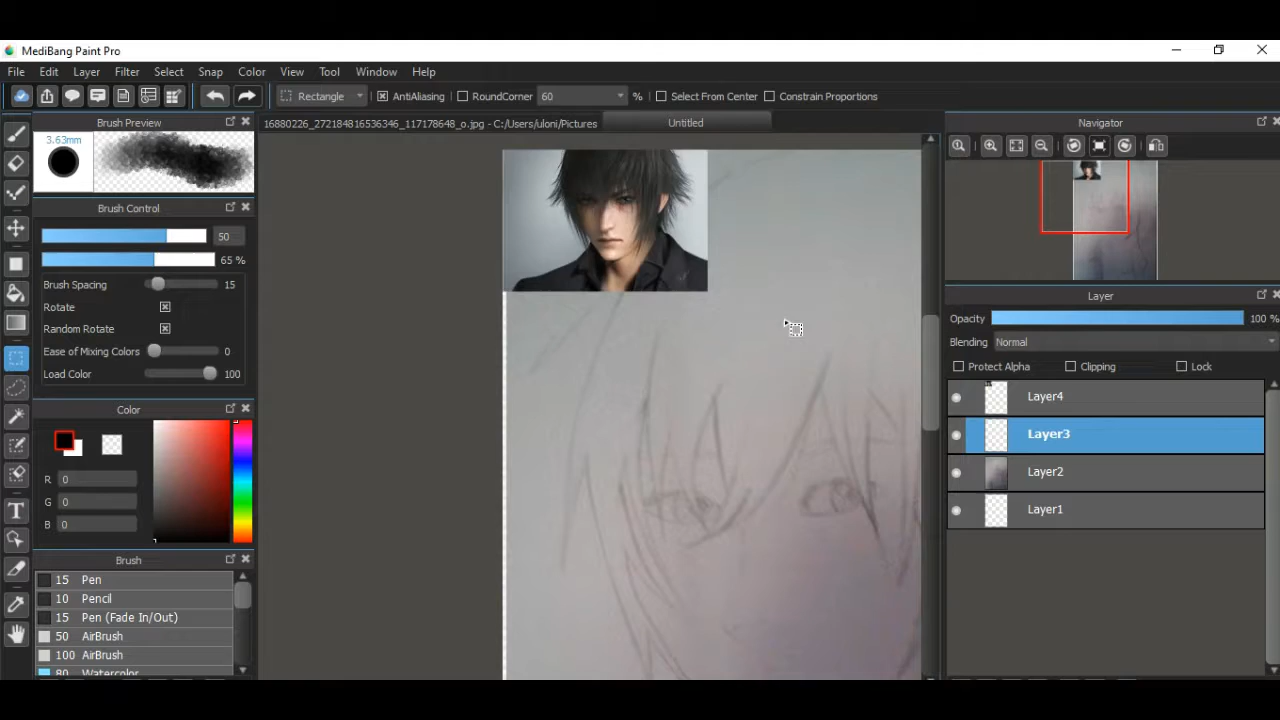 MediBang Paint Pro
File Edit Layer Filter Select Snap Color View Tool Window Help
Rectangle AntiAliasing RoundCorner 60 % Select From Center Constrain Proportions
Brush Preview
3.63mm
Brush Control
50
65 %
Brush Spacing 15
Rotate
Random Rotate
Ease of Mixing Colors 0
Load Color 100
Color
R 0
G 0
B 0
Brush
15 Pen
10 Pencil
15 Pen (Fade In/Out)
50 AirBrush
100 AirBrush
80 Watercolor
16880226_272184816536346_117178648_o.jpg - C:/Users/uloni/Pictures Untitled
Navigator
Layer
Opacity 100 %
Blending Normal
Protect Alpha Clipping Lock
Layer4
Layer3
Layer2
Layer1